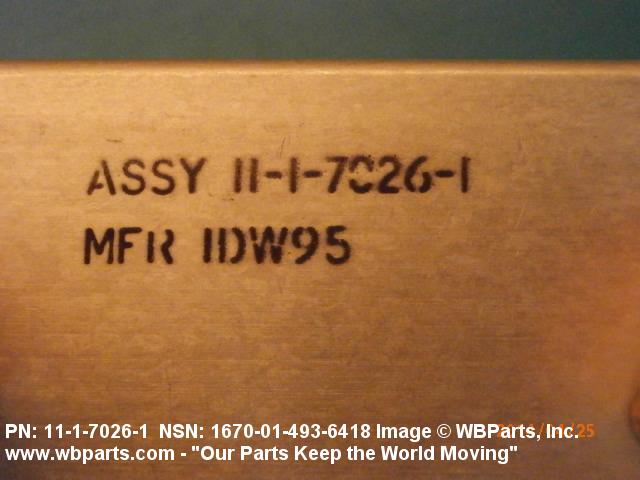 ASSY 11-1-7026-1
MFR 1DW95
PN: 11-1-7026-1 NSN: 1670-01-493-6418 Image © WBParts, Inc.
www.wbparts.com - "Our Parts Keep the World Moving"